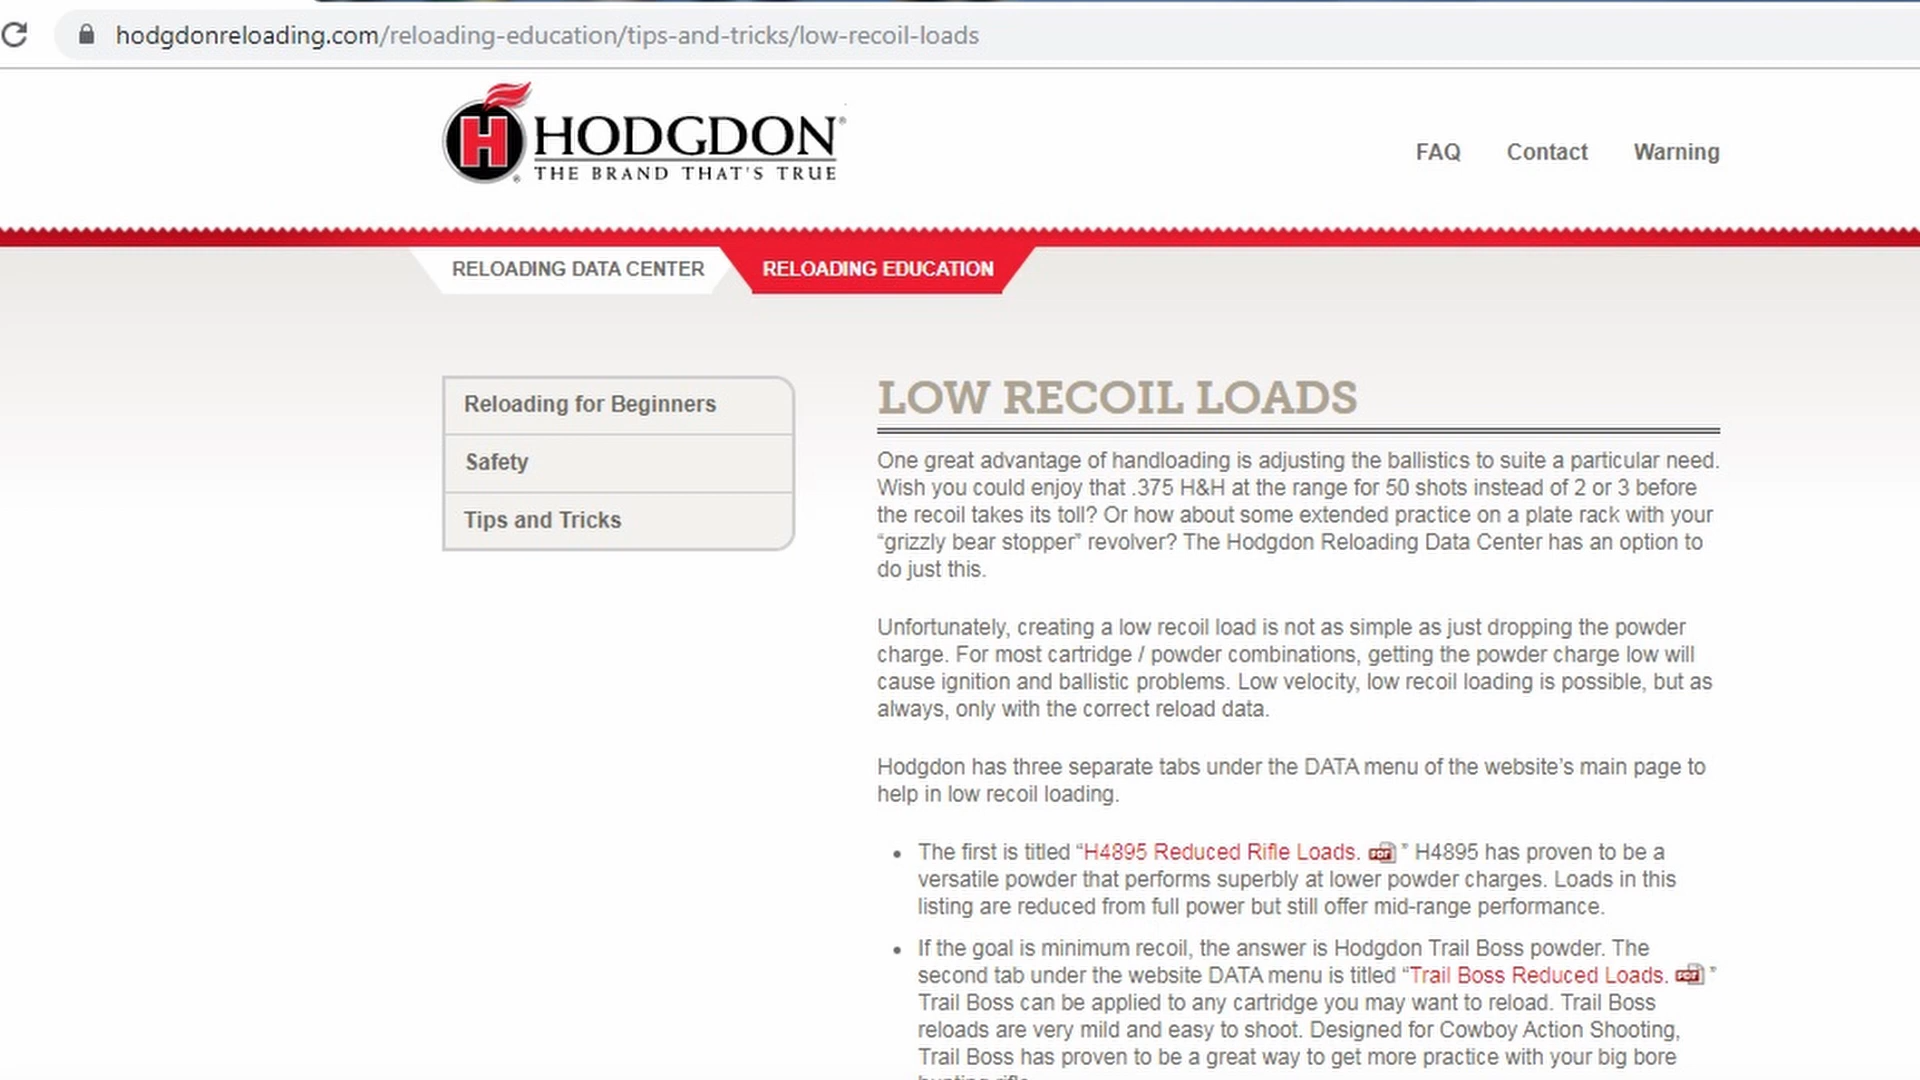 hodgdonreloading.com/reloading-education/tips-and-tricks/low-recoil-loads
H HODGDON®
® THE BRAND THAT'S TRUE
FAQ Contact Warning
RELOADING DATA CENTER RELOADING EDUCATION
Reloading for Beginners
Safety
Tips and Tricks
LOW RECOIL LOADS
One great advantage of handloading is adjusting the ballistics to suite a particular need.
Wish you could enjoy that .375 H&H at the range for 50 shots instead of 2 or 3 before
the recoil takes its toll? Or how about some extended practice on a plate rack with your
“grizzly bear stopper” revolver? The Hodgdon Reloading Data Center has an option to
do just this.
Unfortunately, creating a low recoil load is not as simple as just dropping the powder
charge. For most cartridge / powder combinations, getting the powder charge low will
cause ignition and ballistic problems. Low velocity, low recoil loading is possible, but as
always, only with the correct reload data.
Hodgdon has three separate tabs under the DATA menu of the website’s main page to
help in low recoil loading.
• The first is titled “H4895 Reduced Rifle Loads. PDF ” H4895 has proven to be a
versatile powder that performs superbly at lower powder charges. Loads in this
listing are reduced from full power but still offer mid-range performance.
• If the goal is minimum recoil, the answer is Hodgdon Trail Boss powder. The
second tab under the website DATA menu is titled “Trail Boss Reduced Loads. PDF ”
Trail Boss can be applied to any cartridge you may want to reload. Trail Boss
reloads are very mild and easy to shoot. Designed for Cowboy Action Shooting,
Trail Boss has proven to be a great way to get more practice with your big bore